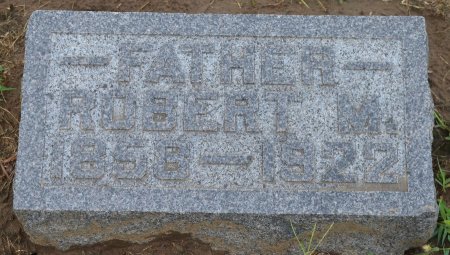 — FATHER —
ROBERT M.
1858 — 1922